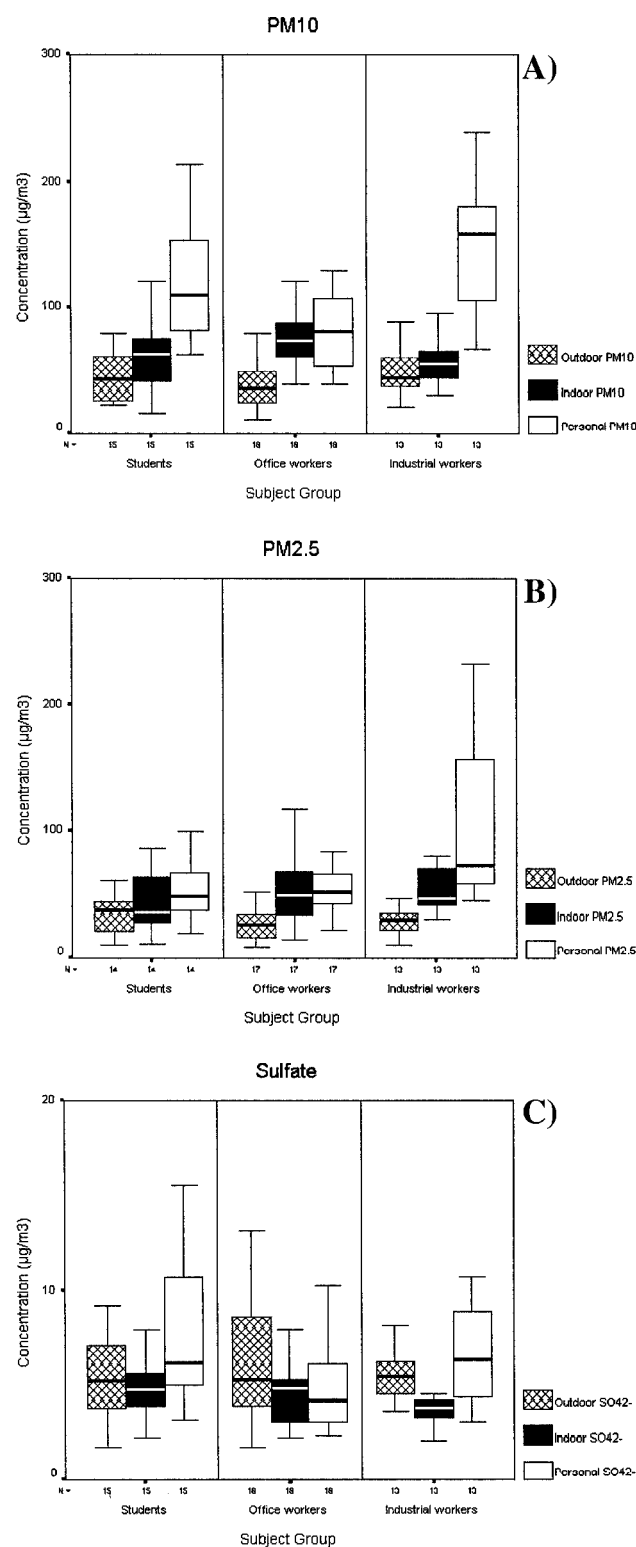 PM10
A)
300
200
100
0
Concentration (µg/m3)
Outdoor PM10
Indoor PM10
Personal PM10
N =
15 15 15 18 18 18 13 13 13
Students Office workers Industrial workers
Subject Group
PM2.5
B)
300
200
100
0
Concentration (µg/m3)
Outdoor PM2.5
Indoor PM2.5
Personal PM2.5
N =
14 14 14 17 17 17 13 13 13
Students Office workers Industrial workers
Subject Group
Sulfate
C)
20
10
0
Concentration (µg/m3)
Outdoor SO42-
Indoor SO42-
Personal SO42-
N =
15 15 15 18 18 18 13 13 13
Students Office workers Industrial workers
Subject Group